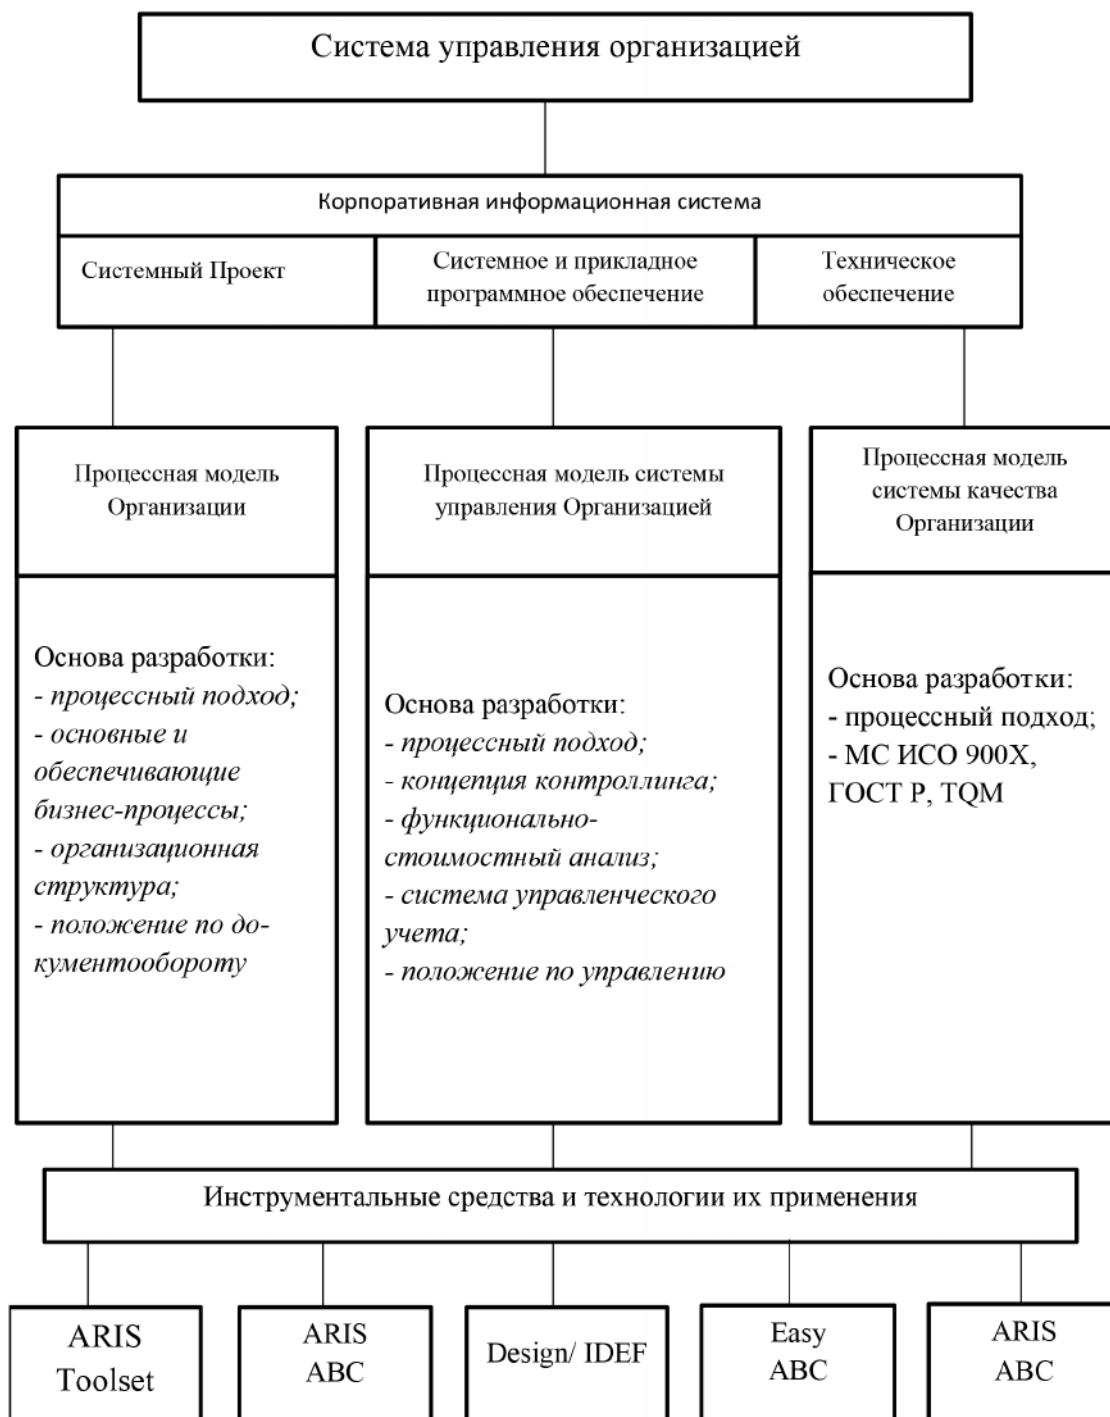 Система управления организацией
Корпоративная информационная система
Системный Проект
Системное и прикладное
программное обеспечение
Техническое
обеспечение
Процессная модель
Организации
Процессная модель системы
управления Организацией
Процессная модель
системы качества
Организации
Основа разработки:
- процессный подход;
- основные и
обеспечивающие
бизнес-процессы;
- организационная
структура;
- положение по до-
кументообороту
Основа разработки:
- процессный подход;
- концепция контроллинга;
- функционально-
стоимостный анализ;
- система управленческого
учета;
- положение по управлению
Основа разработки:
- процессный подход;
- МС ИСО 900X,
ГОСТ Р, TQM
Инструментальные средства и технологии их применения
ARIS
Toolset
ARIS
ABC
Design/ IDEF
Easy
ABC
ARIS
ABC